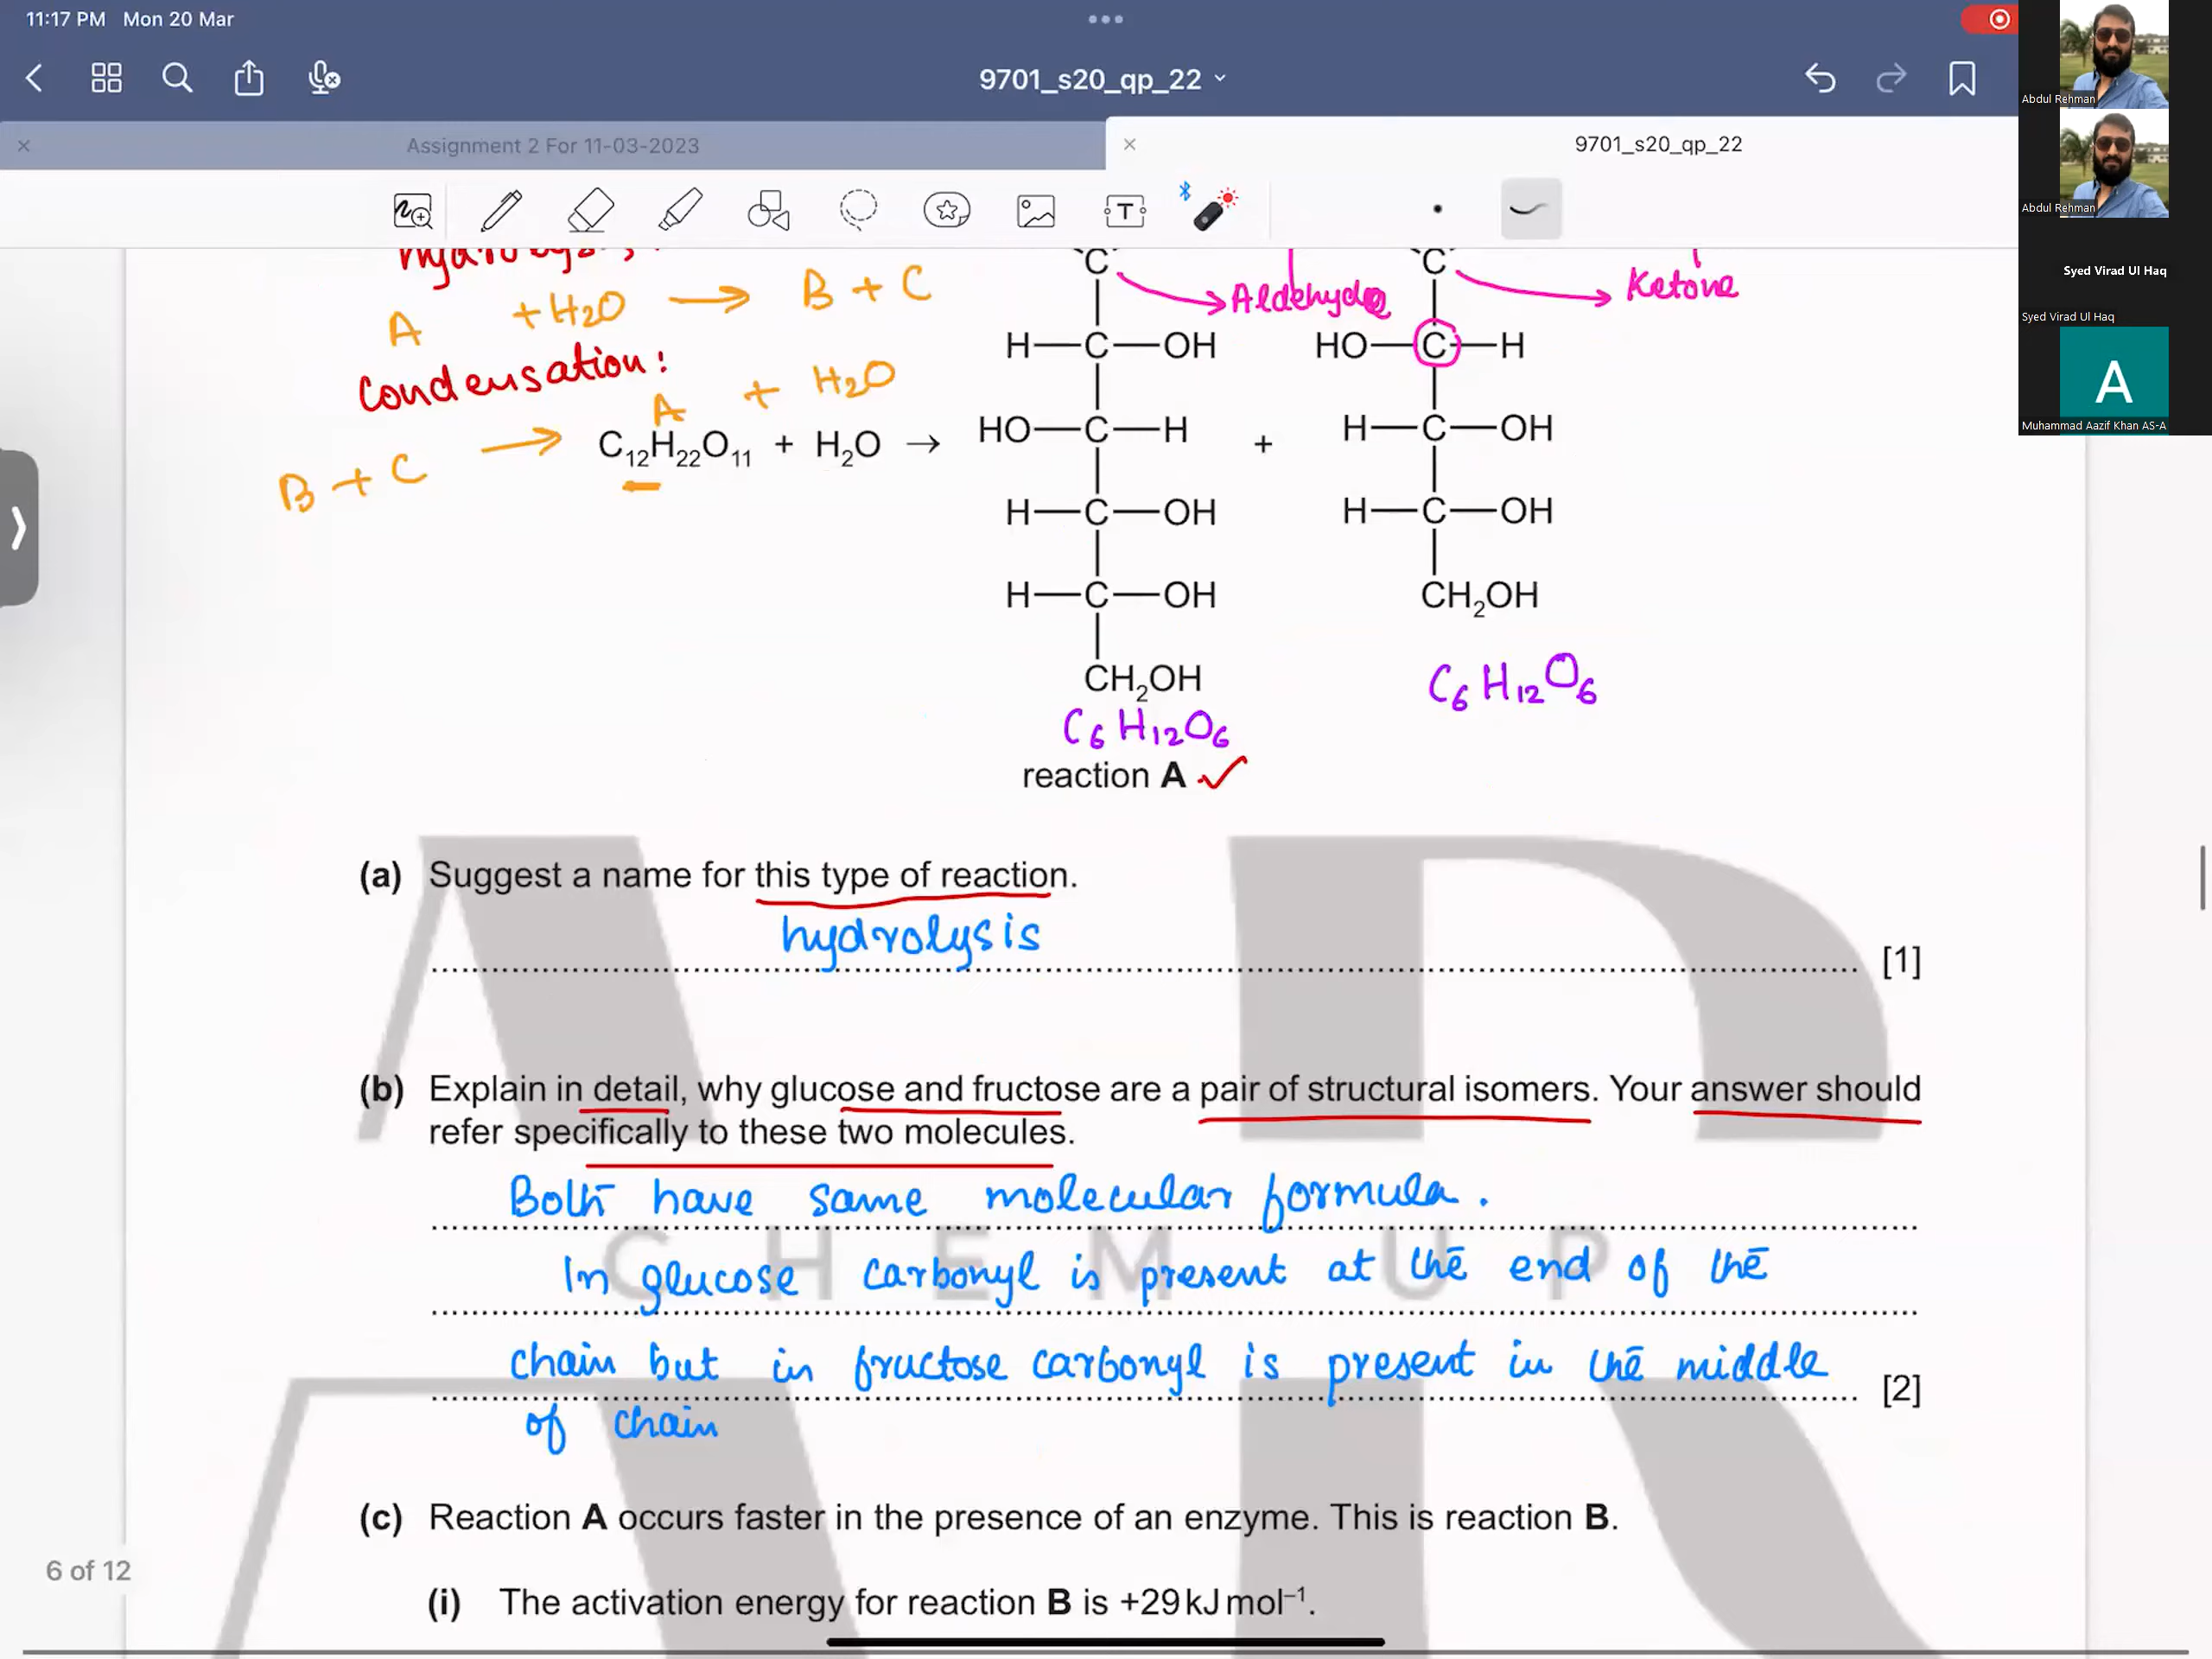 11:17 PM Mon 20 Mar
9701_s20_qp_22
Assignment 2 For 11-03-2023
9701_s20_qp_22
Abdul Rehman
Abdul Rehman
Syed Virad Ul Haq
Syed Virad Ul Haq
A
Muhammad Aazif Khan AS-A
T
A + H2O → B + C
Condensation:
B + C → A + H2O
C12H22O11 + H2O →
C
H—C—OH
HO—C—H
H—C—OH
H—C—OH
CH2OH
Aldehyde
C6H12O6
+
C
HO—C—H
H—C—OH
H—C—OH
CH2OH
Ketone
C6H12O6
reaction A ✓
(a) Suggest a name for this type of reaction.
hydrolysis
[1]
(b) Explain in detail, why glucose and fructose are a pair of structural isomers. Your answer should
refer specifically to these two molecules.
Both have same molecular formula.
In glucose carbonyl is present at the end of the
chain but in fructose carbonyl is present in the middle
[2]
of chain
CHEM UP
(c) Reaction A occurs faster in the presence of an enzyme. This is reaction B.
6 of 12
(i) The activation energy for reaction B is +29 kJ mol⁻¹.